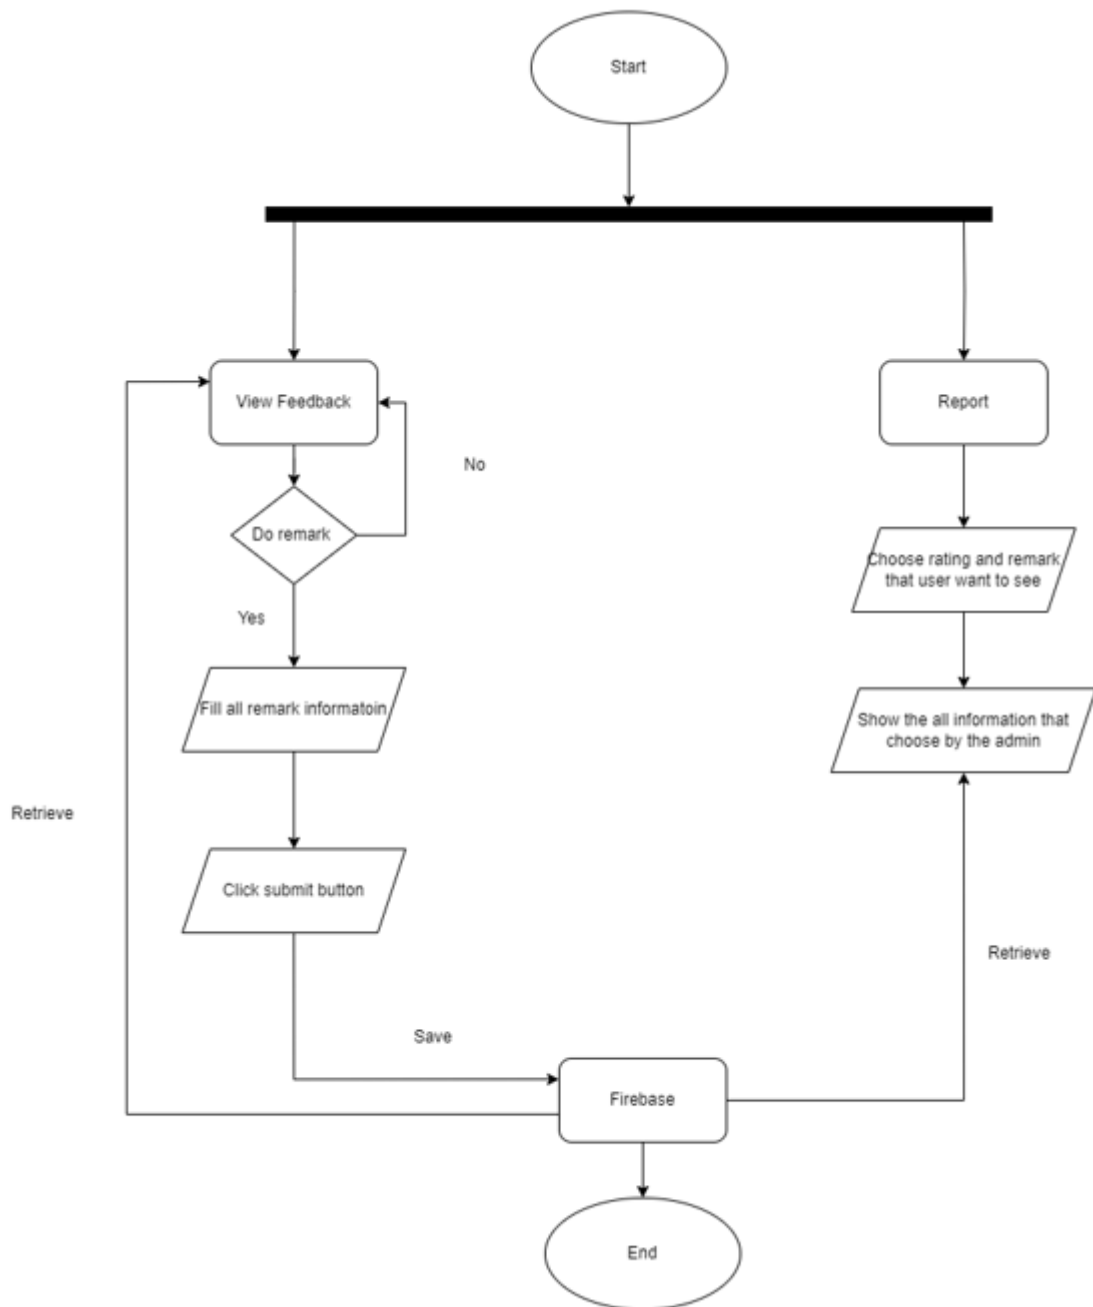 Start
View Feedback
Report
No
Do remark
Choose rating and remark
that user want to see
Yes
Fill all remark informatoin
Show the all information that
choose by the admin
Retrieve
Click submit button
Retrieve
Save
Firebase
End